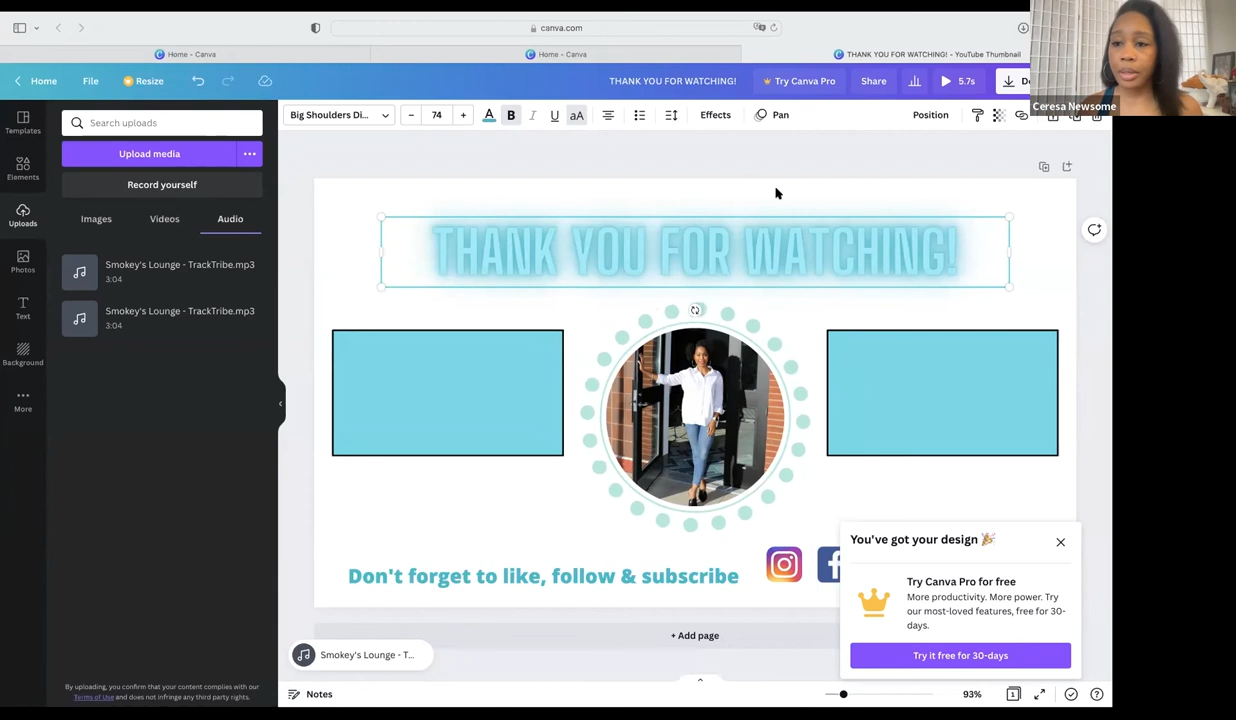 canva.com
Home - Canva
Home - Canva
THANK YOU FOR WATCHING! - YouTube Thumbnail
Ceresa Newsome
Home
File
Resize
THANK YOU FOR WATCHING!
Try Canva Pro
Share
5.7s
Big Shoulders Di...
74
A
B
I
U
aA
Effects
Pan
Position
Templates
Elements
Uploads
Photos
Text
Background
More
Search uploads
Upload media
Record yourself
Images
Videos
Audio
Smokey's Lounge - TrackTribe.mp3
3:04
Smokey's Lounge - TrackTribe.mp3
3:04
By uploading, you confirm that your content complies with our
Terms of Use and does not infringe any third party rights.
THANK YOU FOR WATCHING!
Don't forget to like, follow & subscribe
You've got your design
Try Canva Pro for free
More productivity. More power. Try
our most-loved features, free for 30-
days.
Try it free for 30-days
+ Add page
Smokey's Lounge - T...
Notes
93%
1